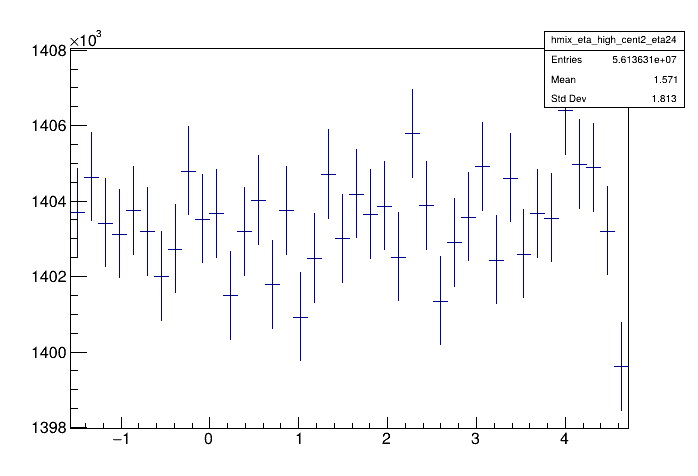 ×10³
hmix_eta_high_cent2_eta24
Entries 5.613631e+07
Mean 1.571
Std Dev 1.813
1408
1406
1404
1402
1400
1398
−1 0 1 2 3 4